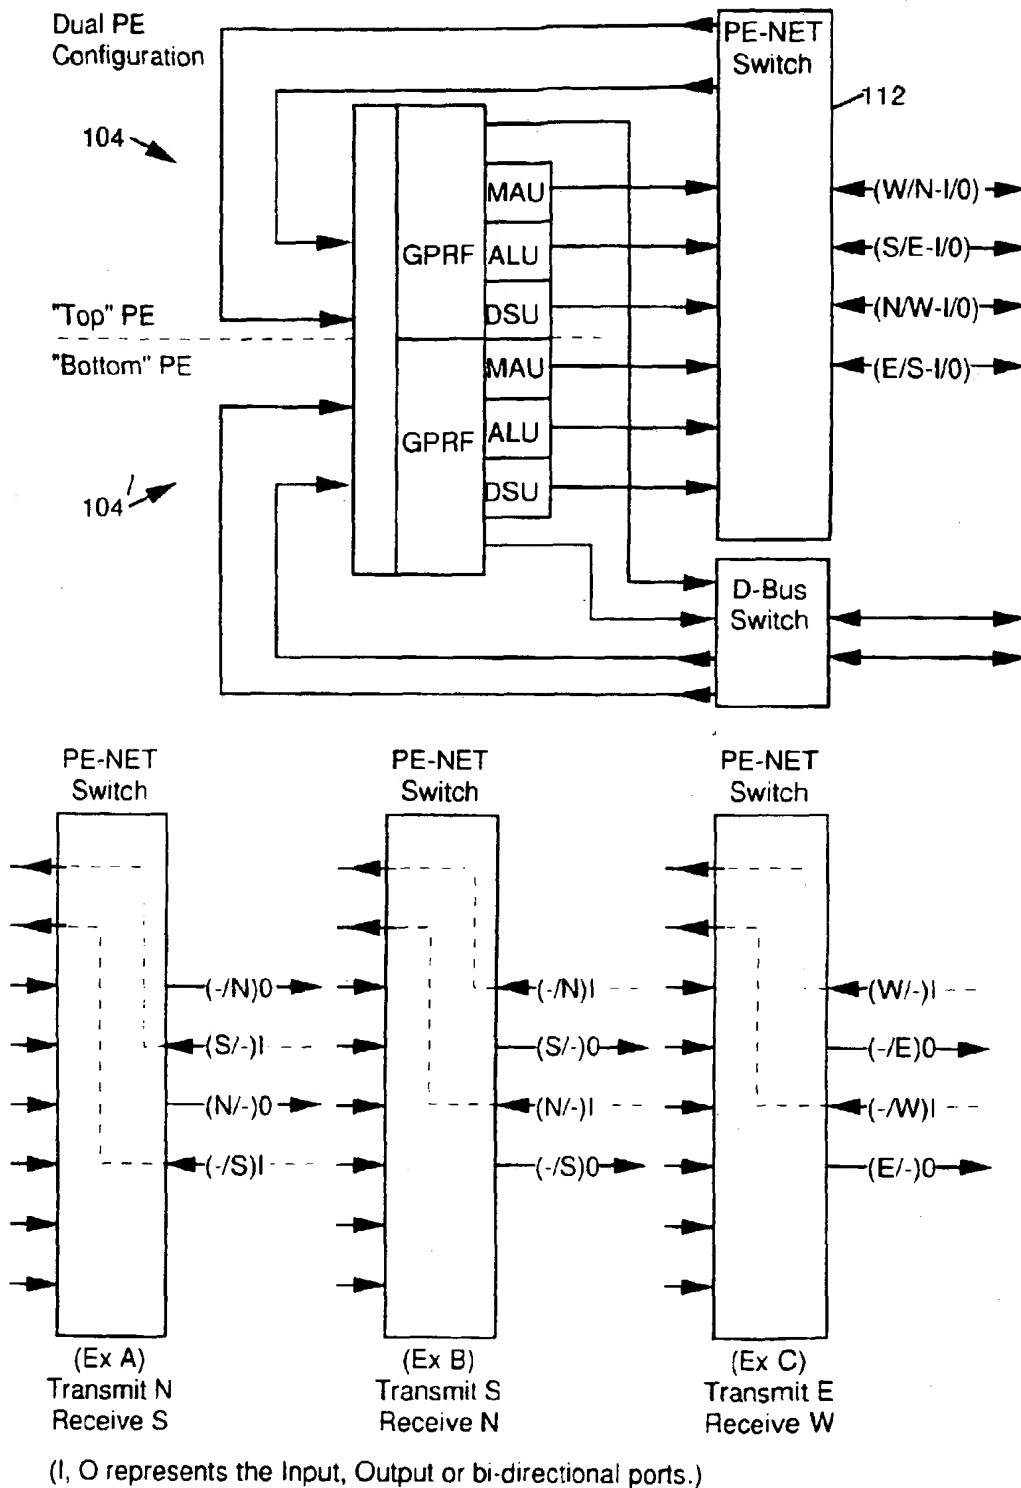 Dual PE
Configuration
PE-NET
Switch
112
104
MAU
(W/N-I/0)
GPRF
ALU
(S/E-I/0)
DSU
(N/W-I/0)
"Top" PE
"Bottom" PE
MAU
(E/S-I/0)
GPRF
ALU
DSU
104'
D-Bus
Switch
PE-NET
Switch
PE-NET
Switch
PE-NET
Switch
(-/N)0
(S/-)I
(N/-)0
(-/S)I
(-/N)I
(S/-)0
(N/-)I
(-/S)0
(W/-)I
(-/E)0
(-/W)I
(E/-)0
(Ex A)
Transmit N
Receive S
(Ex B)
Transmit S
Receive N
(Ex C)
Transmit E
Receive W
(I, O represents the Input, Output or bi-directional ports.)